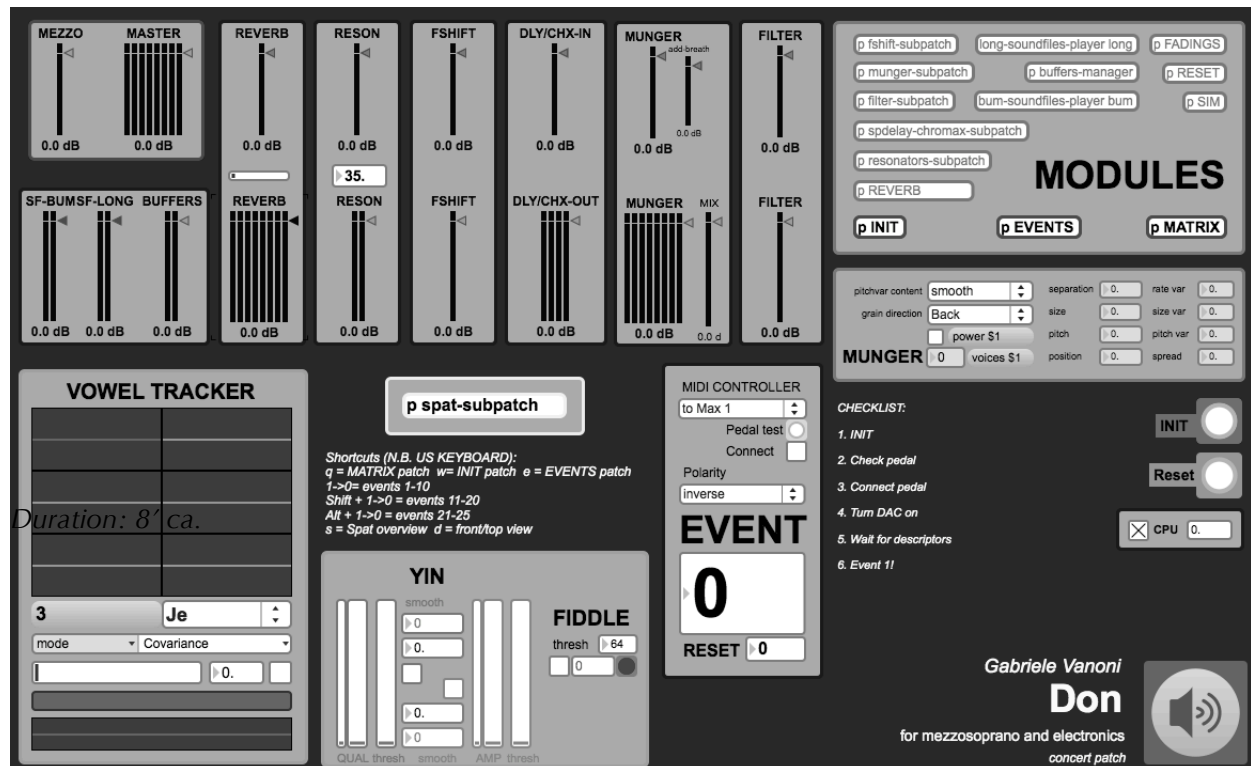 MEZZO MASTER
0.0 dB 0.0 dB
REVERB
0.0 dB
RESON
0.0 dB
35.
FSHIFT
0.0 dB
DLY/CHX-IN
0.0 dB
MUNGER
add-breath
0.0 dB
0.0 dB
FILTER
0.0 dB
SF-BUM SF-LONG BUFFERS
0.0 dB 0.0 dB 0.0 dB
REVERB
0.0 dB
RESON
0.0 dB
FSHIFT
0.0 dB
DLY/CHX-OUT
0.0 dB
MUNGER MIX
0.0 dB 0.0 d
FILTER
0.0 dB
p fshift-subpatch long-soundfiles-player long p FADINGS
p munger-subpatch p buffers-manager p RESET
p filter-subpatch bum-soundfiles-player bum p SIM
p spdelay-chromax-subpatch
p resonators-subpatch
p REVERB
MODULES
p INIT p EVENTS p MATRIX
pitchvar content smooth separation 0. rate var 0.
grain direction Back size 0. size var 0.
power $1 pitch 0. pitch var 0.
MUNGER 0 voices $1 position 0. spread 0.
VOWEL TRACKER
Duration: 8' ca.
3 Je
mode Covariance
0.
p spat-subpatch
Shortcuts (N.B. US KEYBOARD):
q = MATRIX patch w= INIT patch e = EVENTS patch
1->0= events 1-10
Shift + 1->0 = events 11-20
Alt + 1->0 = events 21-25
s = Spat overview d = front/top view
YIN
smooth
0
0.
0.
0
QUAL thresh smooth AMP thresh
FIDDLE
thresh 64
0
MIDI CONTROLLER
to Max 1
Pedal test
Connect
Polarity
inverse
EVENT
0
RESET 0
CHECKLIST:
1. INIT
2. Check pedal
3. Connect pedal
4. Turn DAC on
5. Wait for descriptors
6. Event 1!
INIT
Reset
CPU 0.
Gabriele Vanoni
Don
for mezzosoprano and electronics
concert patch